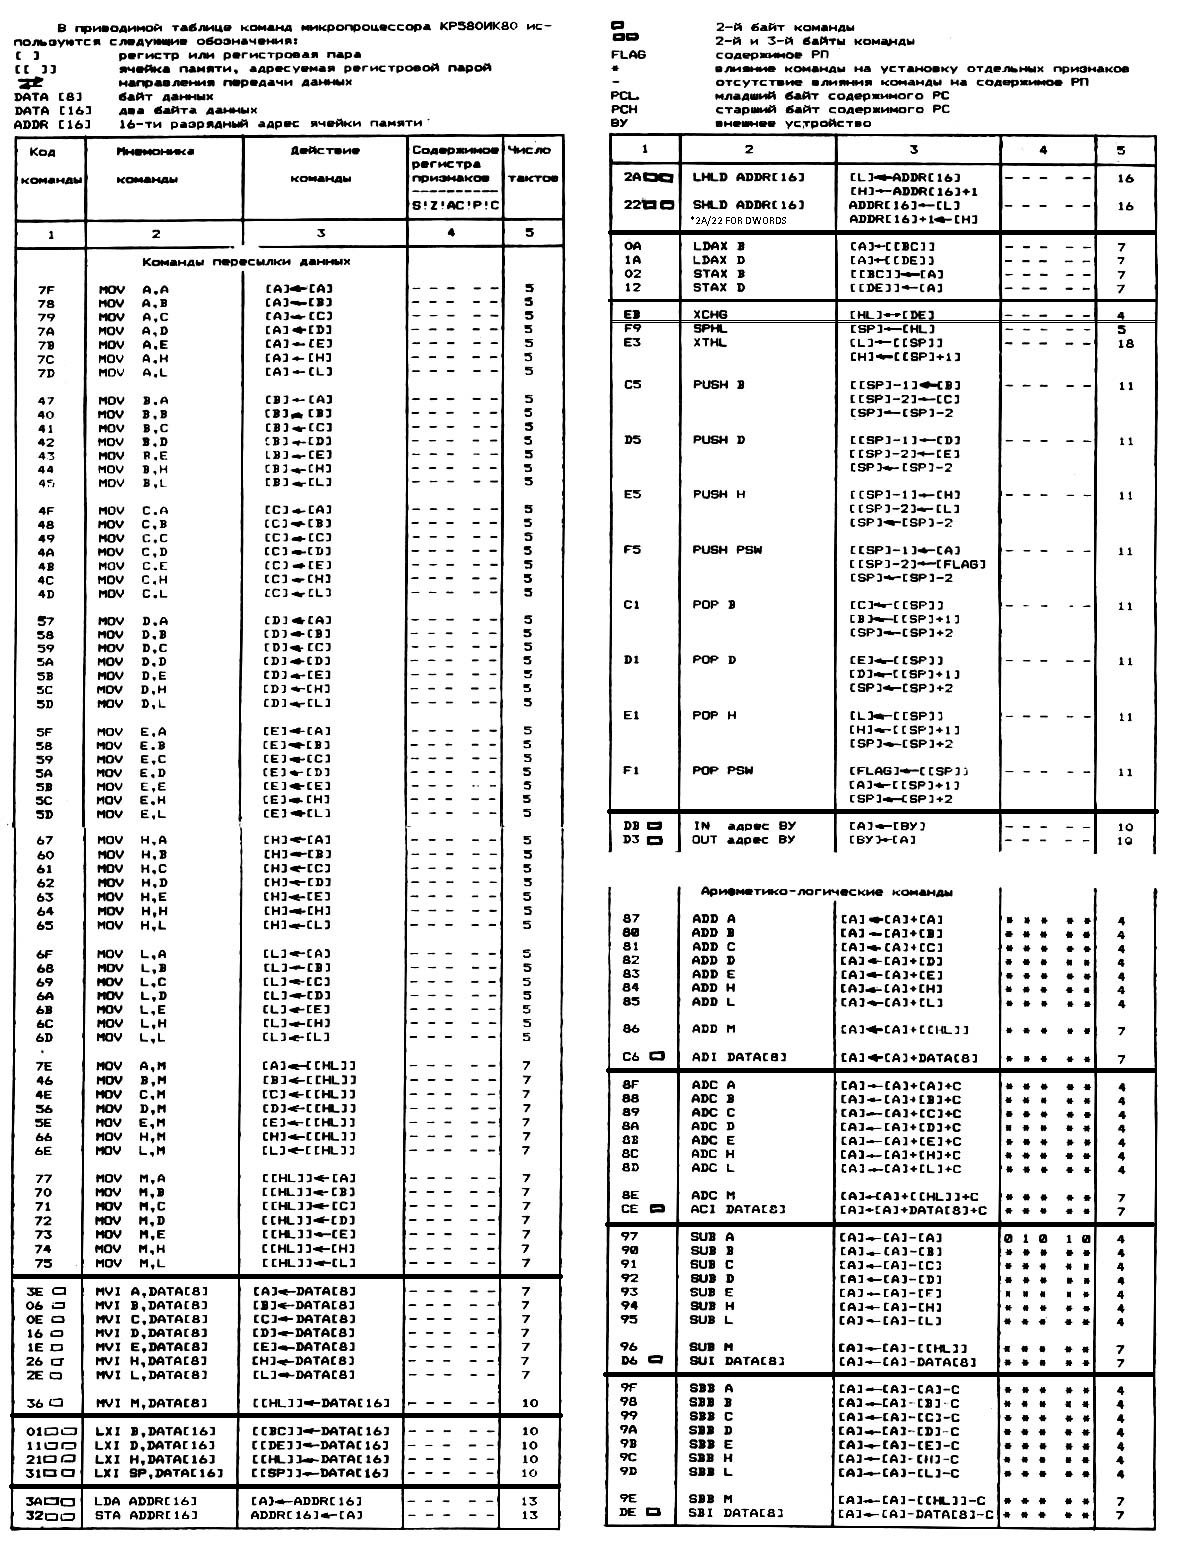 В приводимой таблице команд микропроцессора КР580ИК80 ис-
пользуются следующие обозначения:
[ ] регистр или регистровая пара
[[ ]] ячейка памяти, адресуемая регистровой парой
направления передачи данных
DATA [8] байт данных
DATA [16] два байта данных
ADDR [16] 16-ти разрядный адрес ячейки памяти
Код команды Мнемоника команды Действие команды Содержимое регистра признаков S!Z!AC!P!C Число тактов
1 2 3 4 5
Команды пересылки данных
7F MOV A,A [A]←[A] - - - - - 5
78 MOV A,B [A]←[B] - - - - - 5
79 MOV A,C [A]←[C] - - - - - 5
7A MOV A,D [A]←[D] - - - - - 5
7B MOV A,E [A]←[E] - - - - - 5
7C MOV A,H [A]←[H] - - - - - 5
7D MOV A,L [A]←[L] - - - - - 5
47 MOV B.A [B]←[A] - - - - - 5
40 MOV B,B [B]←[B] - - - - - 5
41 MOV B,C [B]←[C] - - - - - 5
42 MOV B.D [B]←[D] - - - - - 5
43 MOV B.E [B]←[E] - - - - - 5
44 MOV B,H [B]←[H] - - - - - 5
45 MOV B,L [B]←[L] - - - - - 5
4F MOV C.A [C]←[A] - - - - - 5
48 MOV C,B [C]←[B] - - - - - 5
49 MOV C,C [C]←[C] - - - - - 5
4A MOV C,D [C]←[D] - - - - - 5
4B MOV C.E [C]←[E] - - - - - 5
4C MOV C.H [C]←[H] - - - - - 5
4D MOV C.L [C]←[L] - - - - - 5
57 MOV D.A [D]←[A] - - - - - 5
58 MOV D,B [D]←[B] - - - - - 5
59 MOV D,C [D]←[C] - - - - - 5
5A MOV D.D [D]←[D] - - - - - 5
5B MOV D,E [D]←[E] - - - - - 5
5C MOV D,H [D]←[H] - - - - - 5
5D MOV D,L [D]←[L] - - - - - 5
5F MOV E,A [E]←[A] - - - - - 5
58 MOV E.B [E]←[B] - - - - - 5
59 MOV E,C [E]←[C] - - - - - 5
5A MOV E,D [E]←[D] - - - - - 5
5B MOV E,E [E]←[E] - - - - - 5
5C MOV E,H [E]←[H] - - - - - 5
5D MOV E,L [E]←[L] - - - - - 5
67 MOV H,A [H]←[A] - - - - - 5
60 MOV H,B [H]←[B] - - - - - 5
61 MOV H,C [H]←[C] - - - - - 5
62 MOV H,D [H]←[D] - - - - - 5
63 MOV H,E [H]←[E] - - - - - 5
64 MOV H,H [H]←[H] - - - - - 5
65 MOV H,L [H]←[L] - - - - - 5
6F MOV L,A [L]←[A] - - - - - 5
68 MOV L,B [L]←[B] - - - - - 5
69 MOV L,C [L]←[C] - - - - - 5
6A MOV L,D [L]←[D] - - - - - 5
6B MOV L,E [L]←[E] - - - - - 5
6C MOV L,H [L]←[H] - - - - - 5
6D MOV L,L [L]←[L] - - - - - 5
7E MOV A,M [A]←[[HL]] - - - - - 7
46 MOV B,M [B]←[[HL]] - - - - - 7
4E MOV C,M [C]←[[HL]] - - - - - 7
56 MOV D,M [D]←[[HL]] - - - - - 7
5E MOV E,M [E]←[[HL]] - - - - - 7
66 MOV H,M [H]←[[HL]] - - - - - 7
6E MOV L,M [L]←[[HL]] - - - - - 7
77 MOV M,A [[HL]]←[A] - - - - - 7
70 MOV M,B [[HL]]←[B] - - - - - 7
71 MOV M,C [[HL]]←[C] - - - - - 7
72 MOV M,D [[HL]]←[D] - - - - - 7
73 MOV M,E [[HL]]←[E] - - - - - 7
74 MOV M,H [[HL]]←[H] - - - - - 7
75 MOV M,L [[HL]]←[L] - - - - - 7
3E MVI A,DATA[8] [A]←DATA[8] - - - - - 7
06 MVI B,DATA[8] [B]←DATA[8] - - - - - 7
0E MVI C,DATA[8] [C]←DATA[8] - - - - - 7
16 MVI D,DATA[8] [D]←DATA[8] - - - - - 7
1E MVI E,DATA[8] [E]←DATA[8] - - - - - 7
26 MVI H,DATA[8] [H]←DATA[8] - - - - - 7
2E MVI L,DATA[8] [L]←DATA[8] - - - - - 7
36 MVI M,DATA[8] [[HL]]←DATA[16] - - - - - 10
01 LXI B,DATA[16] [[BC]]←DATA[16] - - - - - 10
11 LXI D,DATA[16] [[DE]]←DATA[16] - - - - - 10
21 LXI H,DATA[16] [[HL]]←DATA[16] - - - - - 10
31 LXI SP,DATA[16] [[SP]]←DATA[16] - - - - - 10
3A LDA ADDR[16] [A]←ADDR[16] - - - - - 13
32 STA ADDR[16] ADDR[16]←[A] - - - - - 13
2-й байт команды
2-й и 3-й байты команды
FLAG содержимое РП
* влияние команды на установку отдельных признаков
- отсутствие влияния команды на содержимое РП
PCL младший байт содержимого PC
PCH старший байт содержимого PC
ВУ внешнее устройство
1 2 3 4 5
2A LHLD ADDR[16] [L]←ADDR[16] - - - - - 16
[H]←ADDR[16]+1
22 SHLD ADDR[16] ADDR[16]←[L] - - - - - 16
*2A/22 FOR DWORDS ADDR[16]+1←[H]
0A LDAX B [A]←[[BC]] - - - - - 7
1A LDAX D [A]←[[DE]] - - - - - 7
02 STAX B [[BC]]←[A] - - - - - 7
12 STAX D [[DE]]←[A] - - - - - 7
EB XCHG [HL]↔[DE] - - - - - 4
F9 SPHL [SP]←[HL] - - - - - 5
E3 XTHL [L]←[[SP]] - - - - - 18
[H]←[[SP]+1]
C5 PUSH B [[SP]-1]←[B] - - - - - 11
[[SP]-2]←[C]
[SP]←[SP]-2
D5 PUSH D [[SP]-1]←[D] - - - - - 11
[[SP]-2]←[E]
[SP]←[SP]-2
E5 PUSH H [[SP]-1]←[H] - - - - - 11
[[SP]-2]←[L]
[SP]←[SP]-2
F5 PUSH PSW [[SP]-1]←[A] - - - - - 11
[[SP]-2]←[FLAG]
[SP]←[SP]-2
C1 POP B [C]←[[SP]] - - - - - 11
[B]←[[SP]+1]
[SP]←[SP]+2
D1 POP D [E]←[[SP]] - - - - - 11
[D]←[[SP]+1]
[SP]←[SP]+2
E1 POP H [L]←[[SP]] - - - - - 11
[H]←[[SP]+1]
[SP]←[SP]+2
F1 POP PSW [FLAG]←[[SP]] - - - - - 11
[A]←[[SP]+1]
[SP]←[SP]+2
DB IN адрес ВУ [A]←[ВУ] - - - - - 10
D3 OUT адрес ВУ [ВУ]←[A] - - - - - 10
Арифметико-логические команды
87 ADD A [A]←[A]+[A] * * * * * 4
80 ADD B [A]←[A]+[B] * * * * * 4
81 ADD C [A]←[A]+[C] * * * * * 4
82 ADD D [A]←[A]+[D] * * * * * 4
83 ADD E [A]←[A]+[E] * * * * * 4
84 ADD H [A]←[A]+[H] * * * * * 4
85 ADD L [A]←[A]+[L] * * * * * 4
86 ADD M [A]←[A]+[[HL]] * * * * * 7
C6 ADI DATA[8] [A]←[A]+DATA[8] * * * * * 7
8F ADC A [A]←[A]+[A]+C * * * * * 4
88 ADC B [A]←[A]+[B]+C * * * * * 4
89 ADC C [A]←[A]+[C]+C * * * * * 4
8A ADC D [A]←[A]+[D]+C * * * * * 4
8B ADC E [A]←[A]+[E]+C * * * * * 4
8C ADC H [A]←[A]+[H]+C * * * * * 4
8D ADC L [A]←[A]+[L]+C * * * * * 4
8E ADC M [A]←[A]+[[HL]]+C * * * * * 7
CE ACI DATA[8] [A]←[A]+DATA[8]+C * * * * * 7
97 SUB A [A]←[A]-[A] 0 1 0 1 0 4
90 SUB B [A]←[A]-[B] * * * * * 4
91 SUB C [A]←[A]-[C] * * * * * 4
92 SUB D [A]←[A]-[D] * * * * * 4
93 SUB E [A]←[A]-[F] * * * * * 4
94 SUB H [A]←[A]-[H] * * * * * 4
95 SUB L [A]←[A]-[L] * * * * * 4
96 SUB M [A]←[A]-[[HL]] * * * * * 7
D6 SUI DATA[8] [A]←[A]-DATA[8] * * * * * 7
9F SBB A [A]←[A]-[A]-C * * * * * 4
98 SBB B [A]←[A]-[B]-C * * * * * 4
99 SBB C [A]←[A]-[C]-C * * * * * 4
9A SBB D [A]←[A]-[D]-C * * * * * 4
9B SBB E [A]←[A]-[E]-C * * * * * 4
9C SBB H [A]←[A]-[H]-C * * * * * 4
9D SBB L [A]←[A]-[L]-C * * * * * 4
9E SBB M [A]←[A]-[[HL]]-C * * * * * 7
DE SBI DATA[8] [A]←[A]-DATA[8]-C * * * * * 7